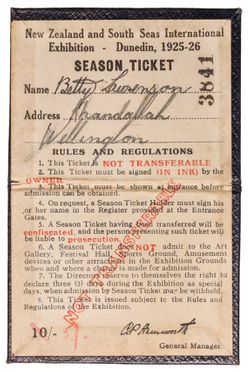 New Zealand and South Seas International
Exhibition - Dunedin, 1925-26
SEASON TICKET
3841
Name Betty
Address Khandallah
Wellington
RULES AND REGULATIONS
1. This Ticket is NOT TRANSFERABLE
2. This Ticket must be signed (IN INK) by the
OWNER
3. This Ticket must be shown at Entrance before
admission can be obtained.
4. On request, a Season Ticket Holder must sign his
or her name in the Register provided at the Entrance
Gates.
5. A Season Ticket having been transferred will be
confiscated, and the person presenting such ticket will
be liable to prosecution.
6. A Season Ticket does NOT admit to the Art
Gallery, Festival Hall, Sports Ground, Amusement
devices or other attractions in the Exhibition Grounds
when and where a charge is made for admission.
7. The Directors reserve to themselves the right to
declare three (3) days during the Exhibition as special
days, when admission by Season Ticket may be withdrawn.
8. This Ticket is issued subject to the Rules and
Regulations of the Exhibition.
NOT TRANSFERABLE
10/-
General Manager.